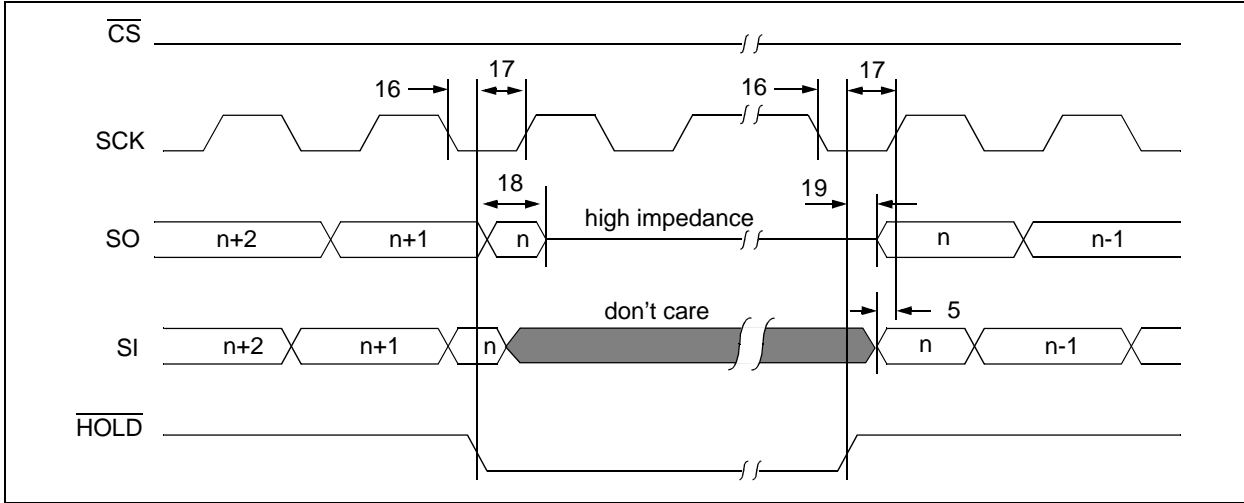 CS
17
17
16
16
SCK
18
19
high impedance
SO
n+2
n+1
n
n
n-1
don't care
5
SI
n+2
n+1
n
n
n-1
HOLD